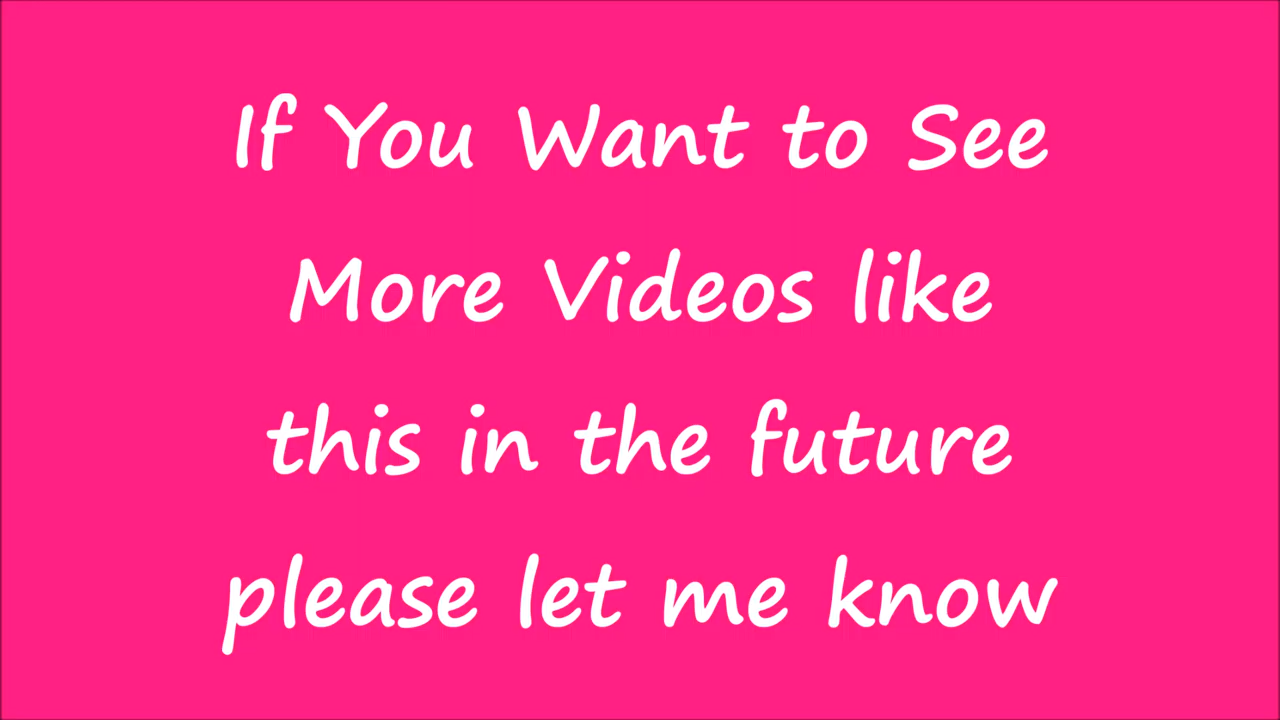 If You Want to See
More Videos like
this in the future
please let me know